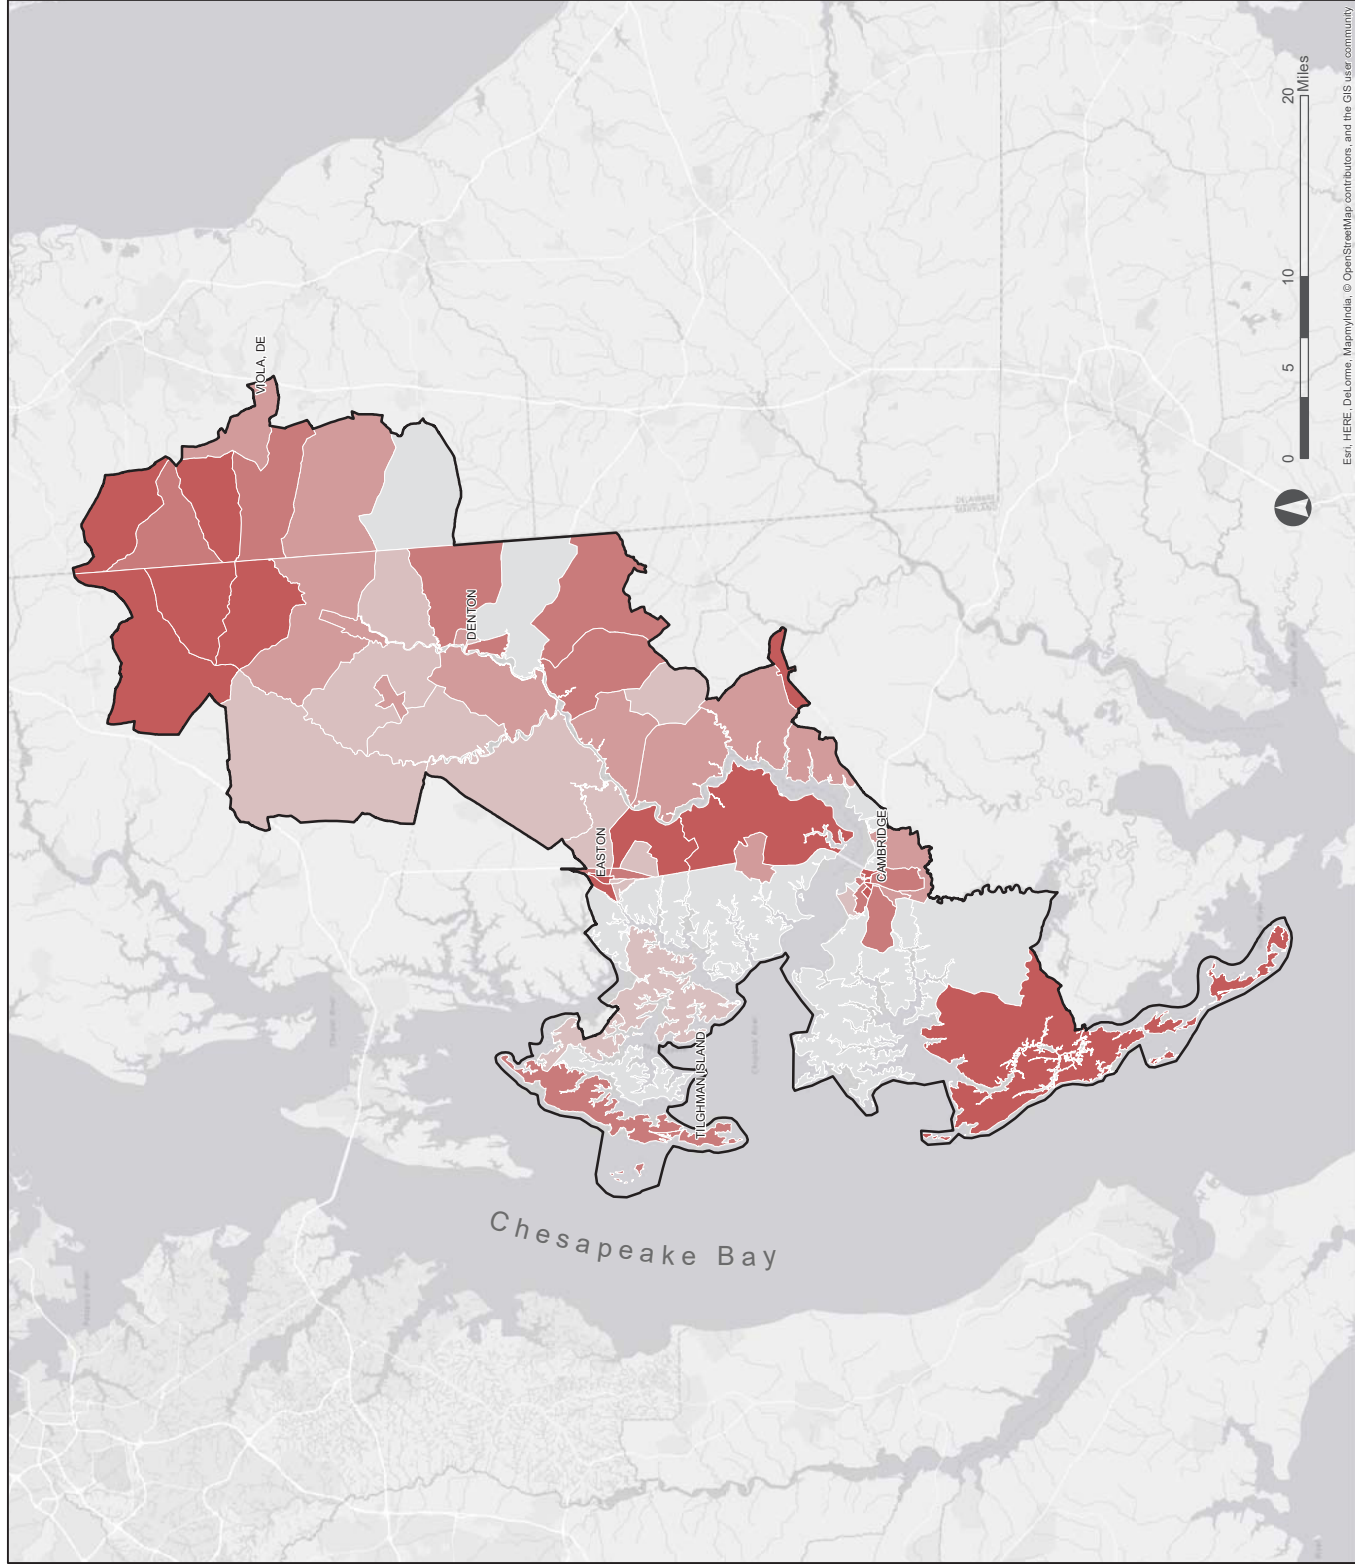 VIOLA, DE
DENTON
EASTON
CAMBRIDGE
TILGHMAN ISLAND
Chesapeake Bay
DELAWARE
0 5 10 20
Miles
Esri, HERE, DeLorme, MapmyIndia, © OpenStreetMap contributors, and the GIS user community